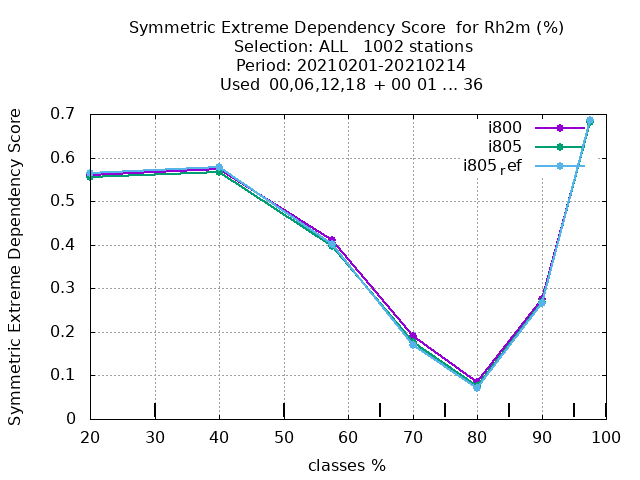 Symmetric Extreme Dependency Score for Rh2m (%)
Selection: ALL 1002 stations
Period: 20210201-20210214
Used 00,06,12,18 + 00 01 ... 36
Symmetric Extreme Dependency Score
0.7
0.6
0.5
0.4
0.3
0.2
0.1
0
i800
i805
i805ref
20 30 40 50 60 70 80 90 100
classes %